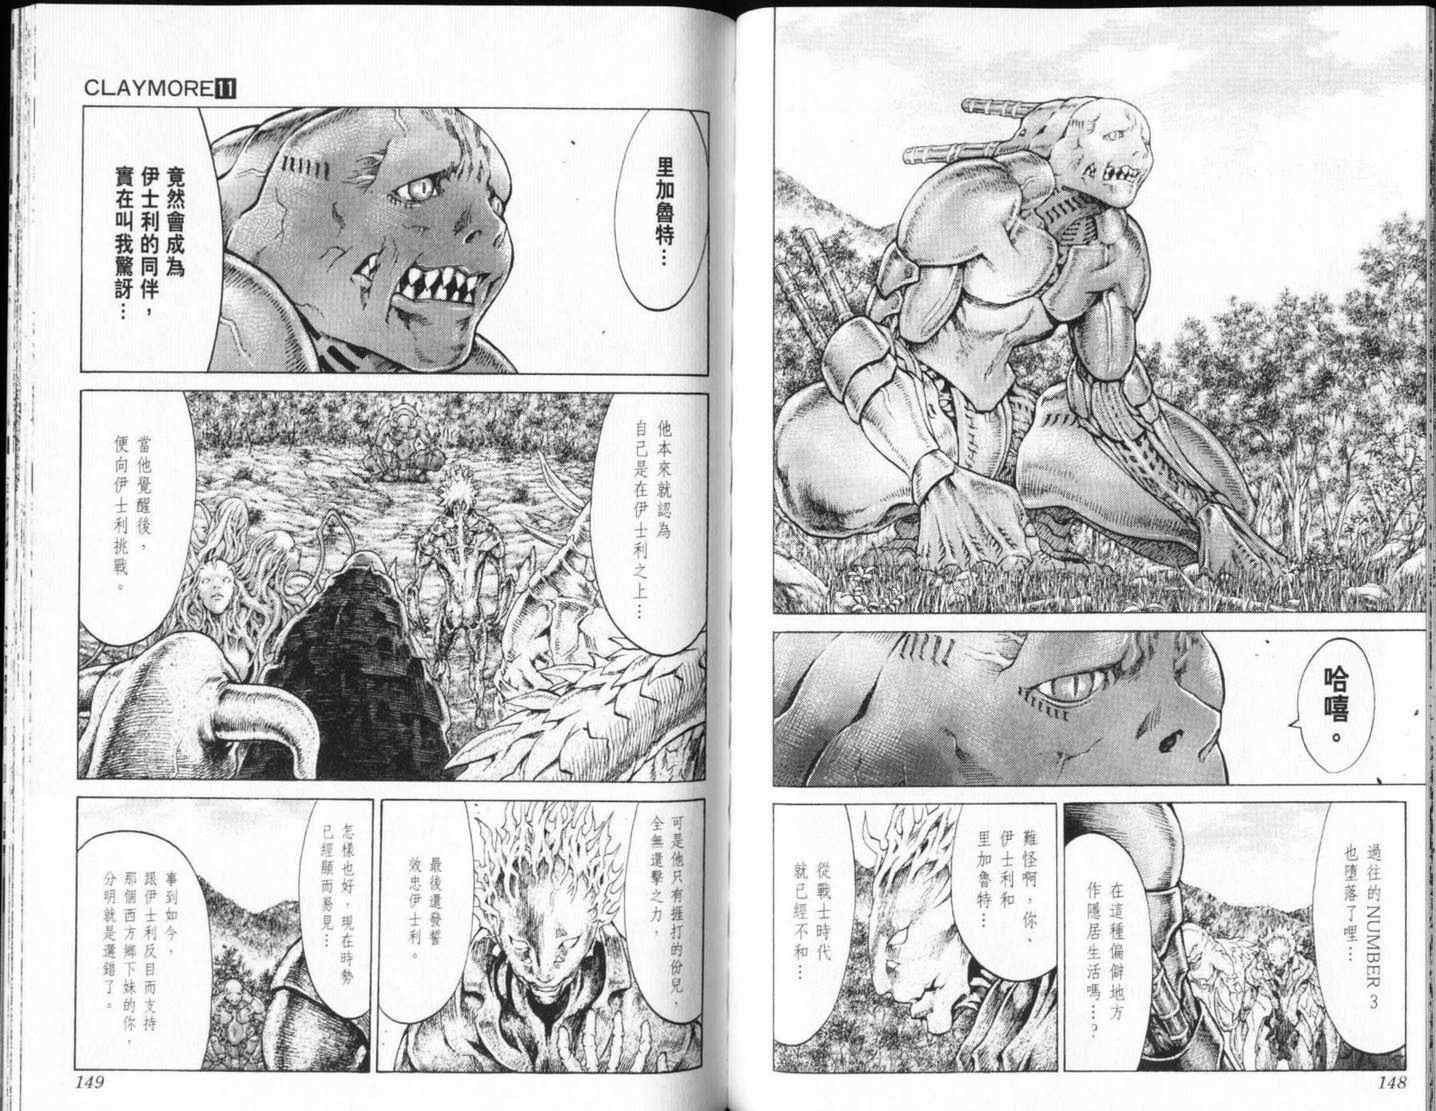 哈嘻。
過往的NUMBER 3
也墮落了哩…
在這種偏僻地方
作隱居生活嗎…?
難怪啊，你、
伊士利和
里加魯特…
從戰士時代
就已經不和…
148
CLAYMORE 11
里加魯特…
竟然會成為
伊士利的同伴，
實在叫我驚訝…
他本來就認為
自己是在伊士利之上…
當他覺醒後，
便向伊士利挑戰。
可是他只有捱打的份兒、
全無還擊之力，
最後還發誓
效忠伊士利。
怎樣也好，現在時勢
已經顯而易見…
事到如今，
跟伊士利反目而支持
那個西方鄉下妹的你，
分明就是選錯了。
149